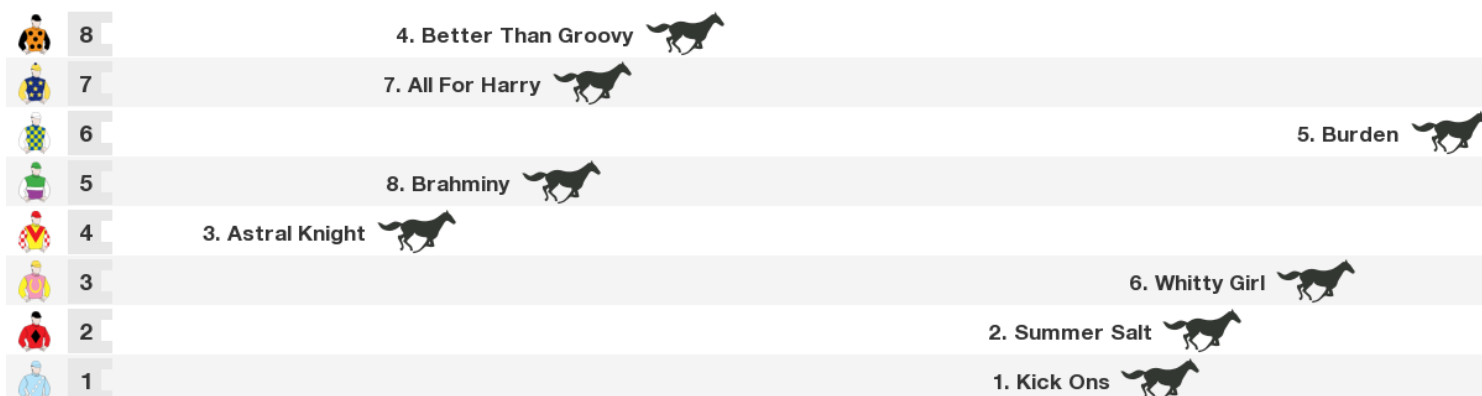 8 4. Better Than Groovy
7 7. All For Harry
6 5. Burden
5 8. Brahminy
4 3. Astral Knight
3 6. Whitty Girl
2 2. Summer Salt
1 1. Kick Ons